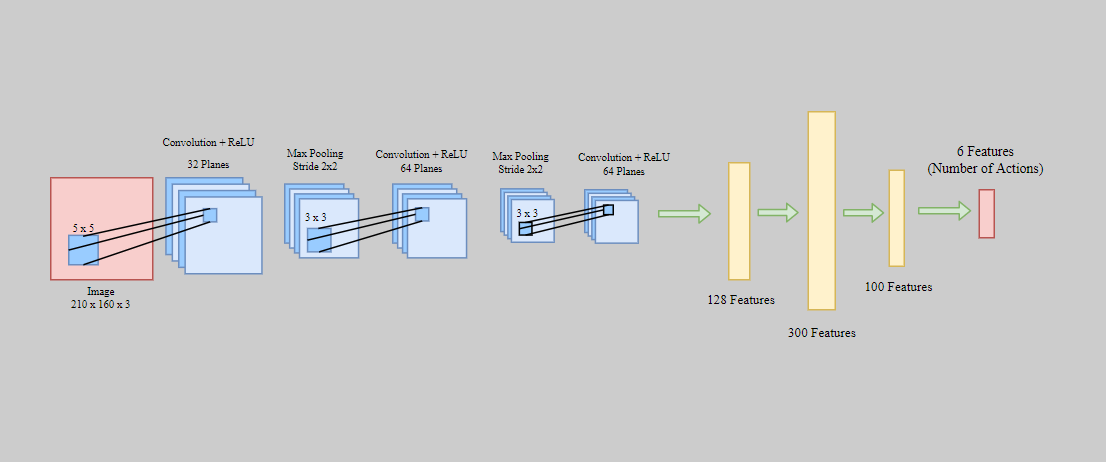 Convolution + ReLU
32 Planes
Max Pooling
Stride 2x2
Convolution + ReLU
64 Planes
Max Pooling
Stride 2x2
Convolution + ReLU
64 Planes
6 Features
(Number of Actions)
5 x 5
3 x 3
3 x 3
Image
210 x 160 x 3
128 Features
300 Features
100 Features